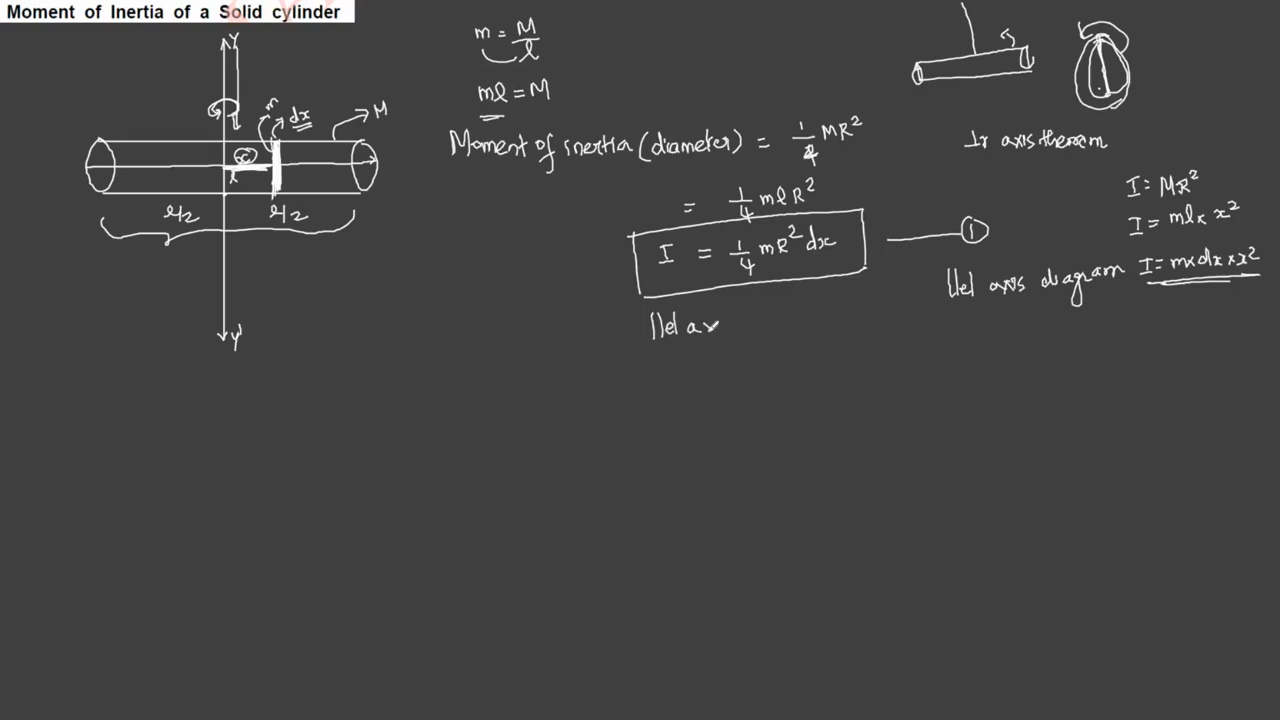 Moment of Inertia of a Solid cylinder
Y
m
dx
M
x
l
l/2 l/2
Y'
m = M/l
ml = M
Moment of inertia (diameter) = 1/4 MR²
= 1/4 mlR²
I = 1/4 mR² dx
1
||el ax
⊥r axis theorem
I = MR²
I = ml × x²
||el axis diagram I = m × dx × x²